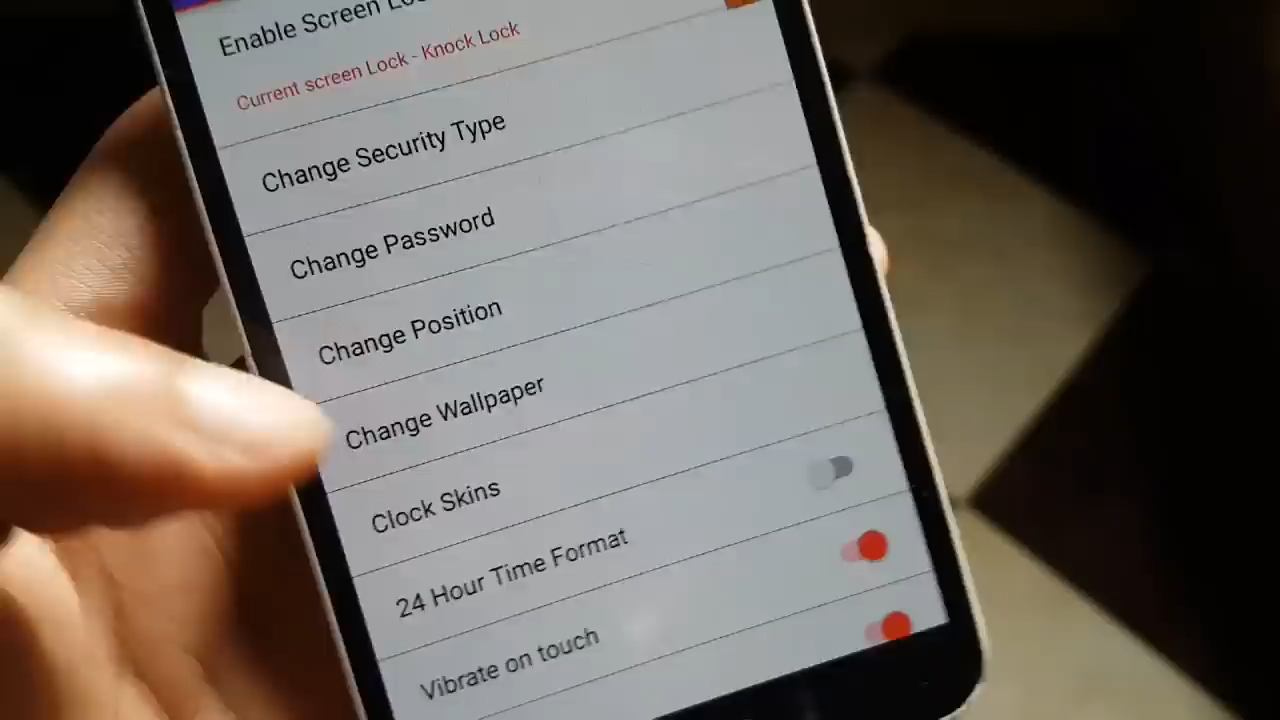 Enable Screen
Current screen Lock - Knock Lock
Change Security Type
Change Password
Change Position
Change Wallpaper
Clock Skins
24 Hour Time Format
Vibrate on touch